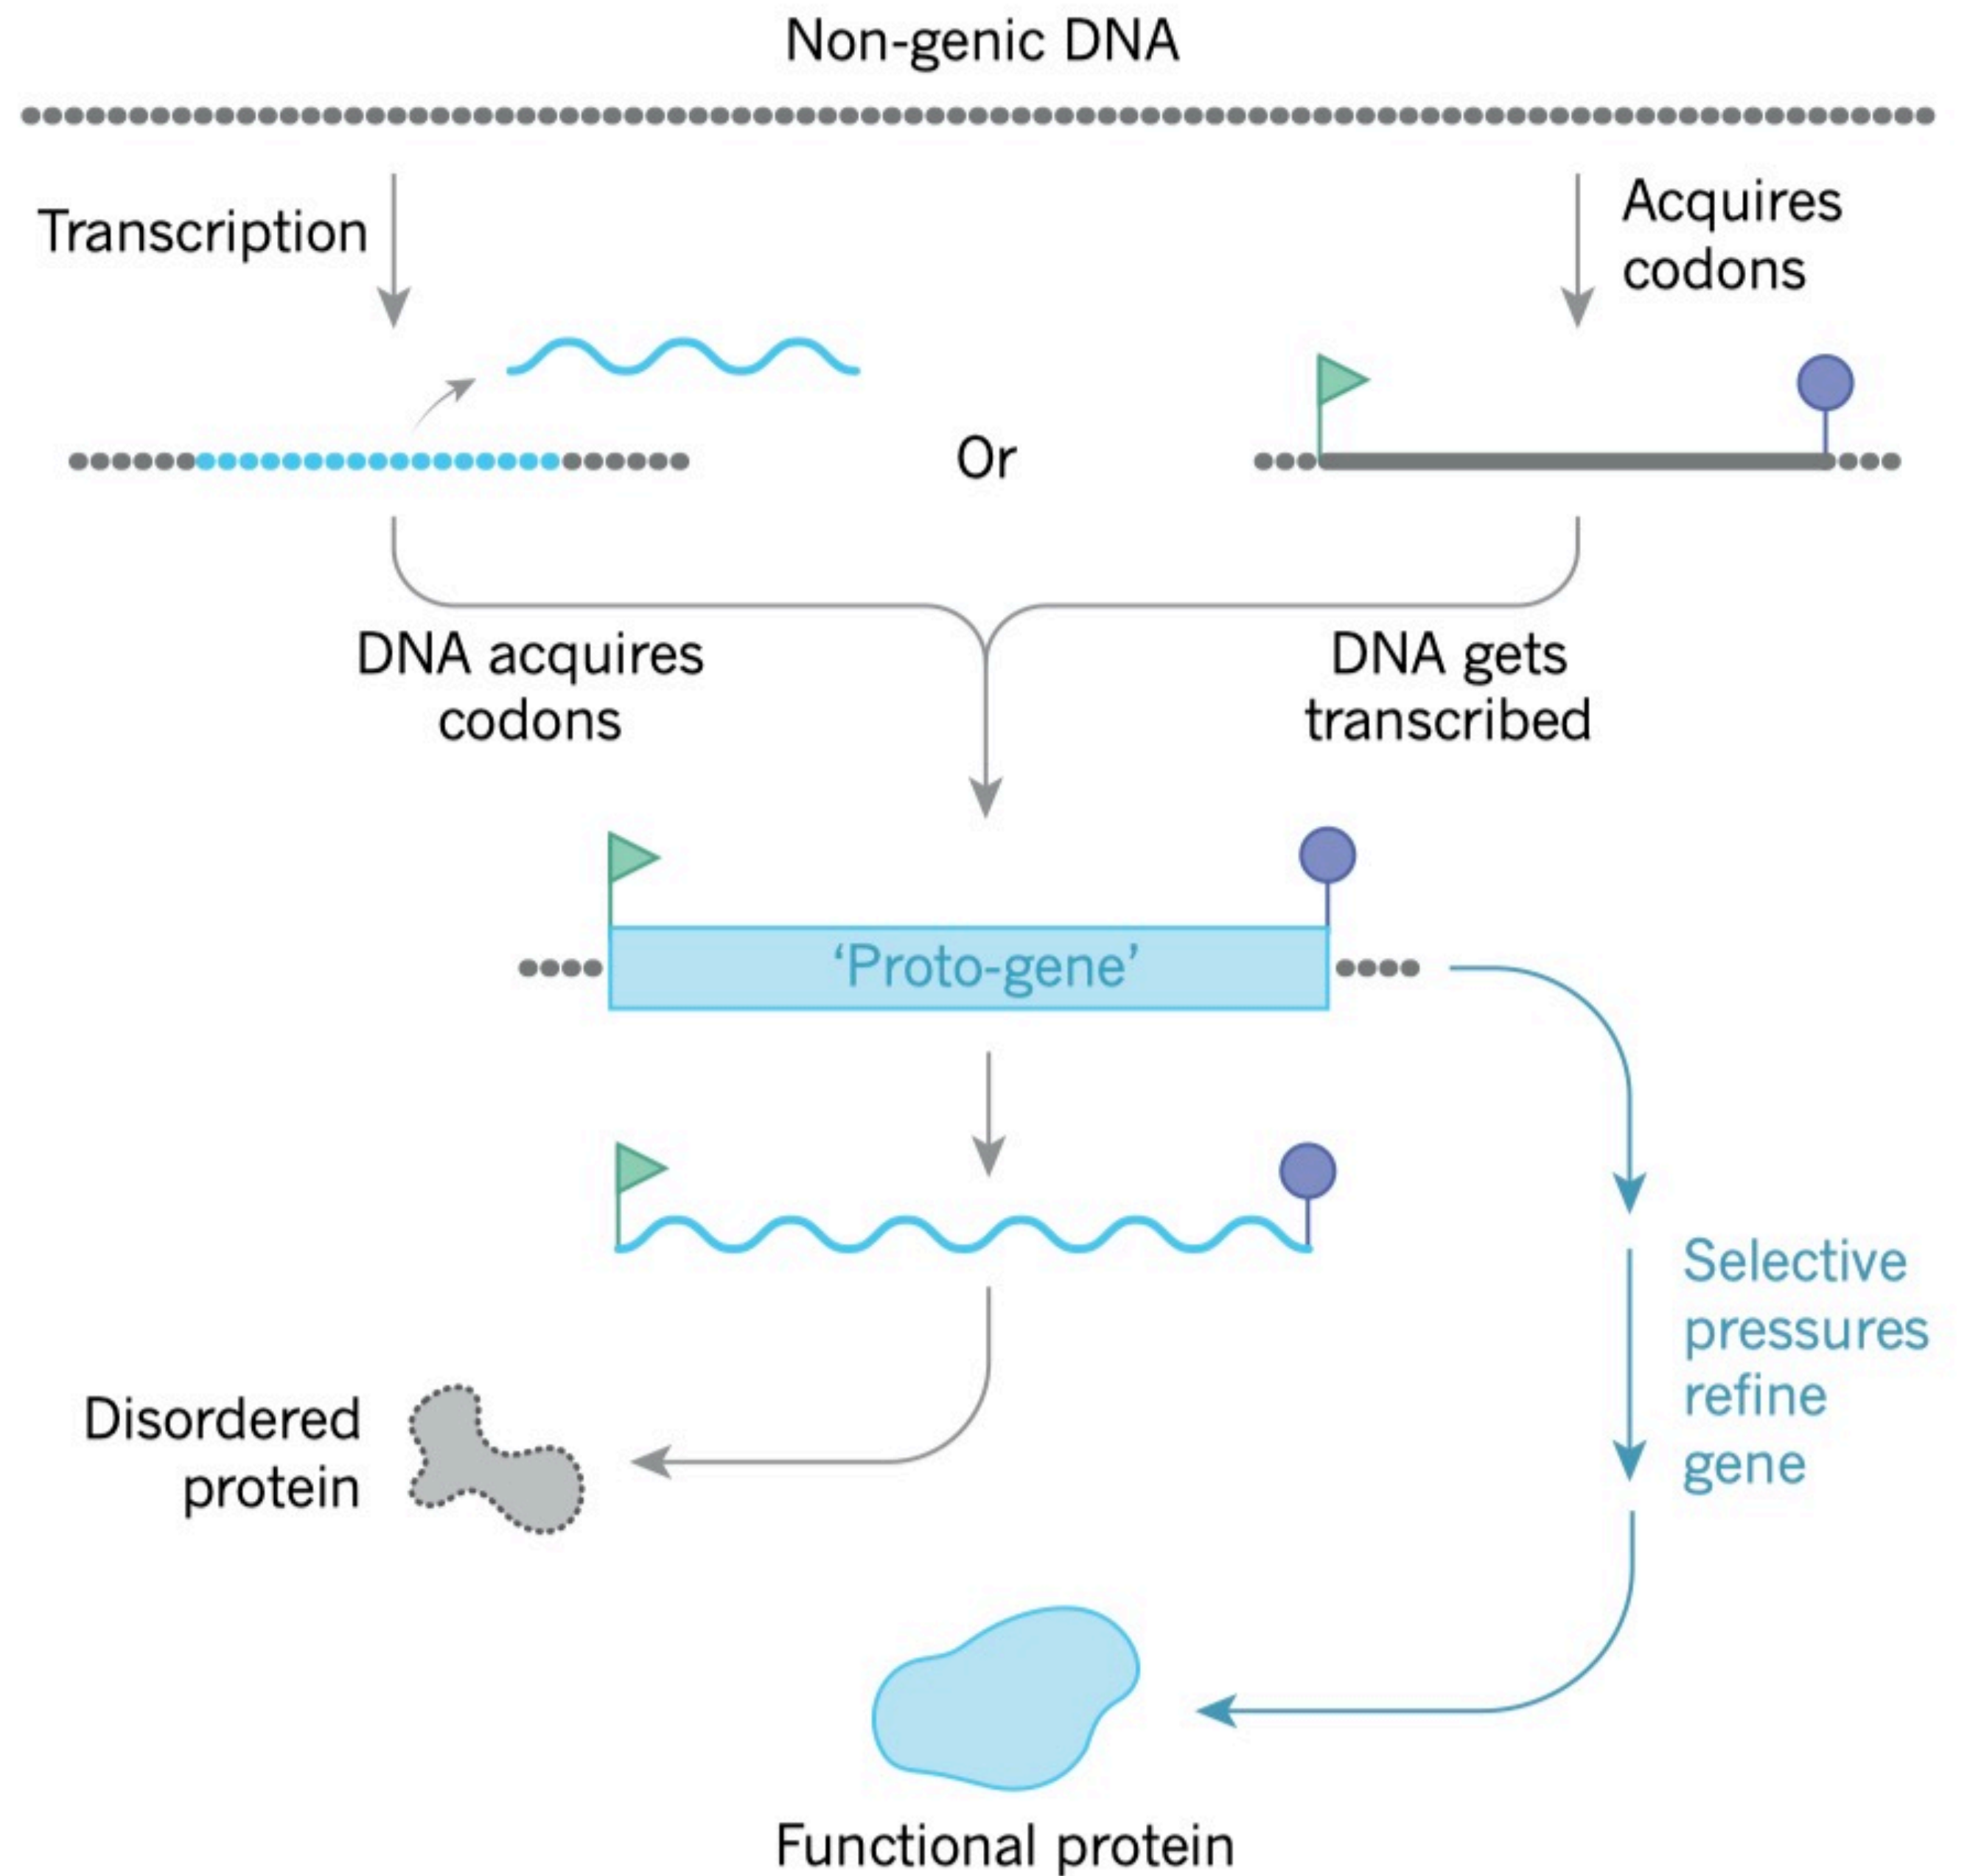 Non-genic DNA
Transcription
Acquires
codons
Or
DNA acquires
codons
DNA gets
transcribed
‘Proto-gene’
Selective
pressures
refine
gene
Disordered
protein
Functional protein